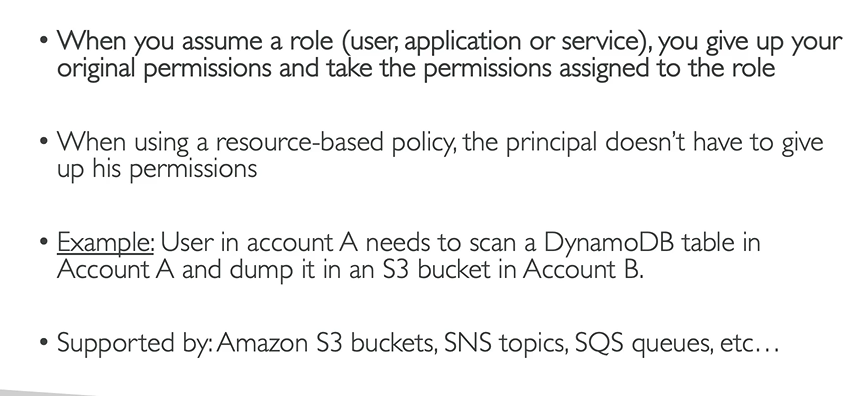 • When you assume a role (user, application or service), you give up your
original permissions and take the permissions assigned to the role
• When using a resource-based policy, the principal doesn't have to give
up his permissions
• Example: User in account A needs to scan a DynamoDB table in
Account A and dump it in an S3 bucket in Account B.
• Supported by: Amazon S3 buckets, SNS topics, SQS queues, etc…